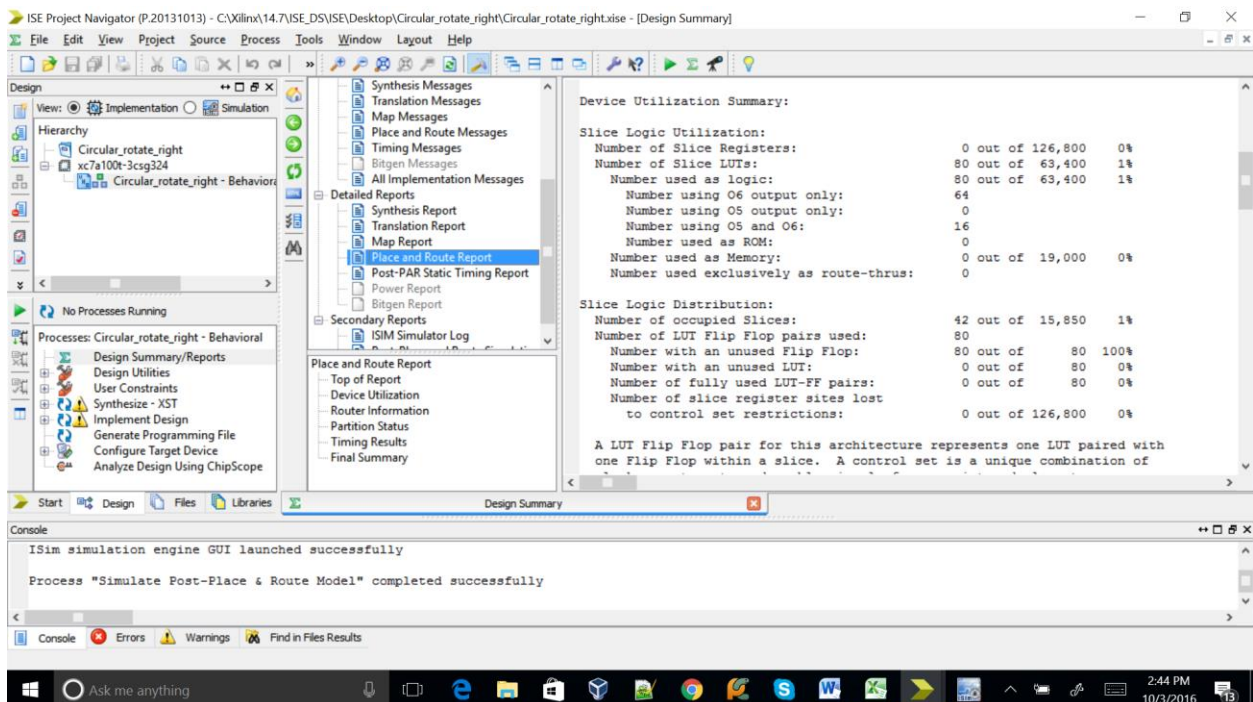 ISE Project Navigator (P.20131013) - C:\Xilinx\14.7\ISE_DS\ISE\Desktop\Circular_rotate_right\Circular_rotate_right.xise - [Design Summary]
File Edit View Project Source Process Tools Window Layout Help
Design
View: Implementation Simulation
Hierarchy
Circular_rotate_right
xc7a100t-3csg324
Circular_rotate_right - Behaviora
No Processes Running
Processes: Circular_rotate_right - Behavioral
Design Summary/Reports
Design Utilities
User Constraints
Synthesize - XST
Implement Design
Generate Programming File
Configure Target Device
Analyze Design Using ChipScope
Start Design Files Libraries
Synthesis Messages
Translation Messages
Map Messages
Place and Route Messages
Timing Messages
Bitgen Messages
All Implementation Messages
Detailed Reports
Synthesis Report
Translation Report
Map Report
Place and Route Report
Post-PAR Static Timing Report
Power Report
Bitgen Report
Secondary Reports
ISIM Simulator Log
Place and Route Report
Top of Report
Device Utilization
Router Information
Partition Status
Timing Results
Final Summary
Design Summary
Device Utilization Summary:
Slice Logic Utilization:
Number of Slice Registers: 0 out of 126,800 0%
Number of Slice LUTs: 80 out of 63,400 1%
Number used as logic: 80 out of 63,400 1%
Number using O6 output only: 64
Number using O5 output only: 0
Number using O5 and O6: 16
Number used as ROM: 0
Number used as Memory: 0 out of 19,000 0%
Number used exclusively as route-thrus: 0
Slice Logic Distribution:
Number of occupied Slices: 42 out of 15,850 1%
Number of LUT Flip Flop pairs used: 80
Number with an unused Flip Flop: 80 out of 80 100%
Number with an unused LUT: 0 out of 80 0%
Number of fully used LUT-FF pairs: 0 out of 80 0%
Number of slice register sites lost
to control set restrictions: 0 out of 126,800 0%
A LUT Flip Flop pair for this architecture represents one LUT paired with
one Flip Flop within a slice. A control set is a unique combination of
Console
ISim simulation engine GUI launched successfully
Process "Simulate Post-Place & Route Model" completed successfully
Console Errors Warnings Find in Files Results
Ask me anything
2:44 PM
10/3/2016
13